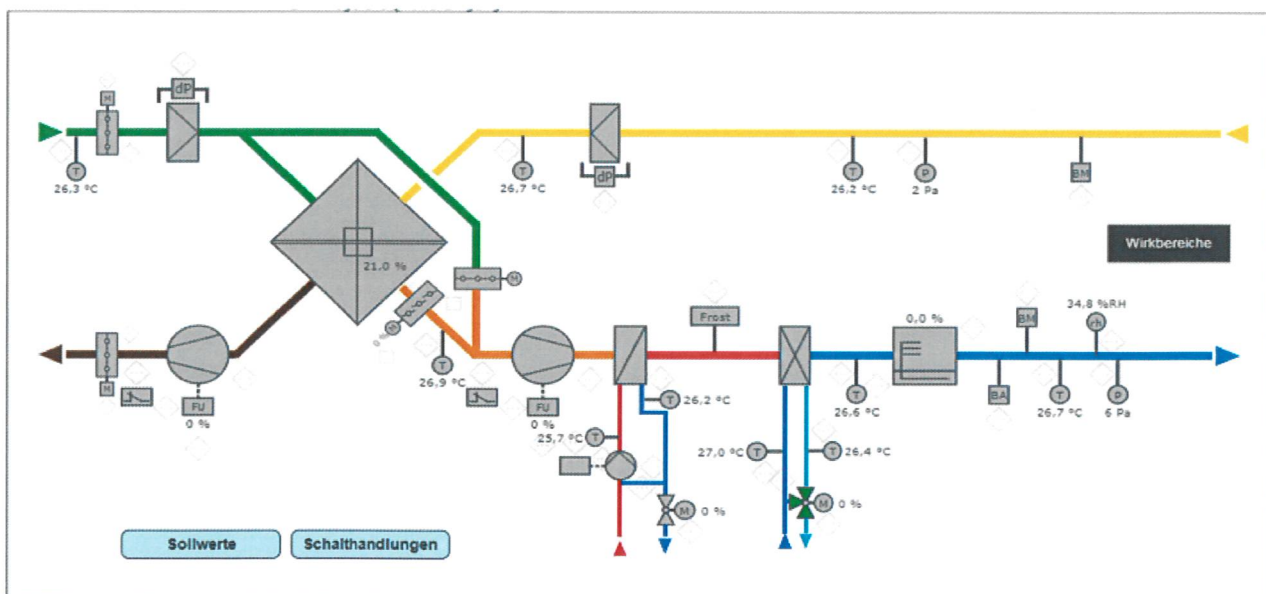 M
dP
26,3 °C
T
T
26,7 °C
dP
T
26,2 °C
P
2 Pa
BM
Wirkbereiche
21,0 %
M
M
T
26,9 °C
Frost
0,0 %
BM
34,8 %RH
rh
M
FU
0 %
FU
0 %
T
26,2 °C
25,7 °C
T
T
26,6 °C
BA
T
26,7 °C
P
6 Pa
27,0 °C
T
T
26,4 °C
M
0 %
M
0 %
Sollwerte
Schalthandlungen